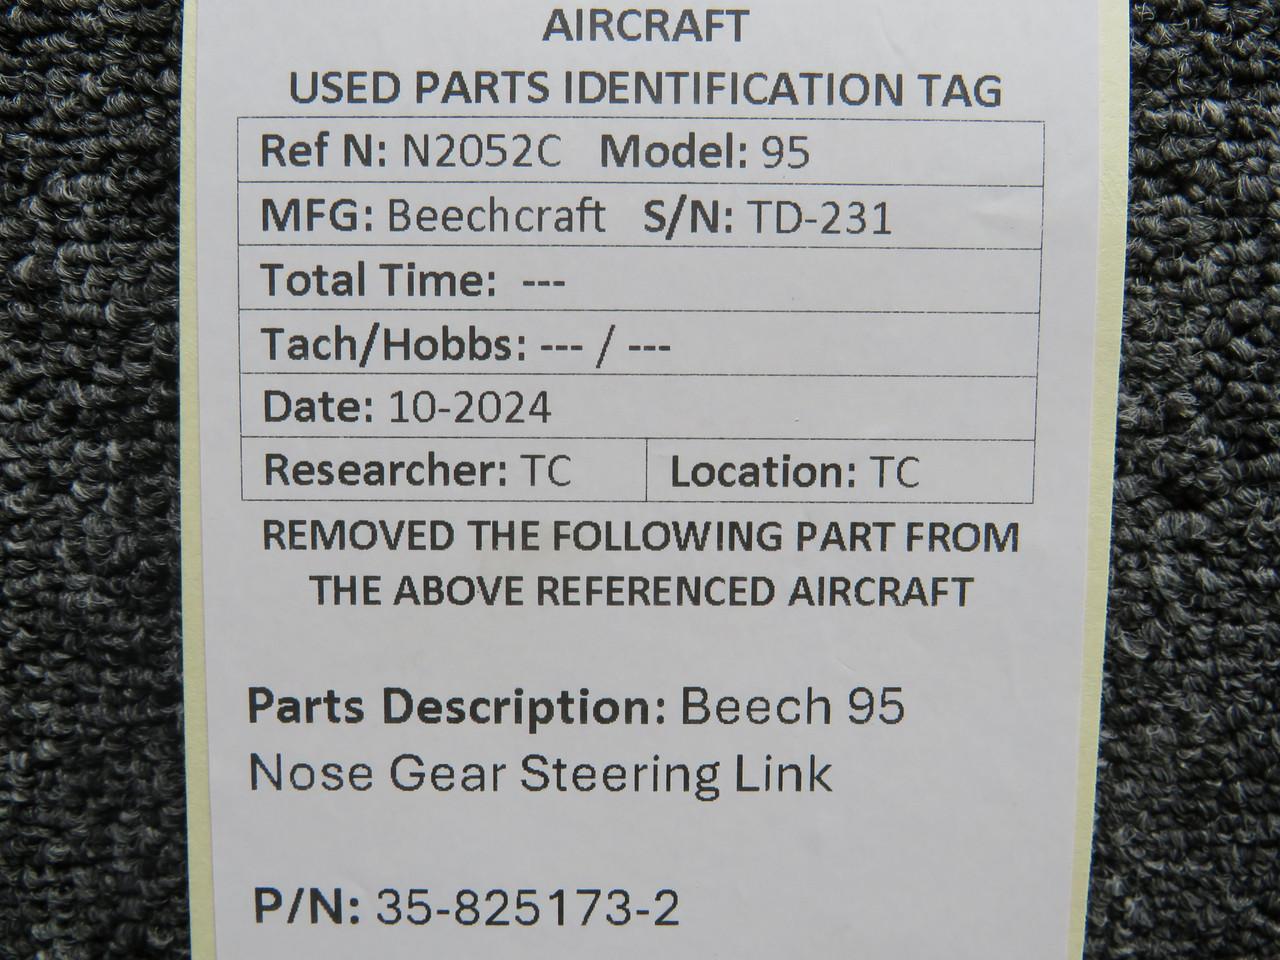 AIRCRAFT
USED PARTS IDENTIFICATION TAG
Ref N: N2052C Model: 95
MFG: Beechcraft S/N: TD-231
Total Time: ---
Tach/Hobbs: --- / ---
Date: 10-2024
Researcher: TC Location: TC
REMOVED THE FOLLOWING PART FROM
THE ABOVE REFERENCED AIRCRAFT
Parts Description: Beech 95
Nose Gear Steering Link
P/N: 35-825173-2